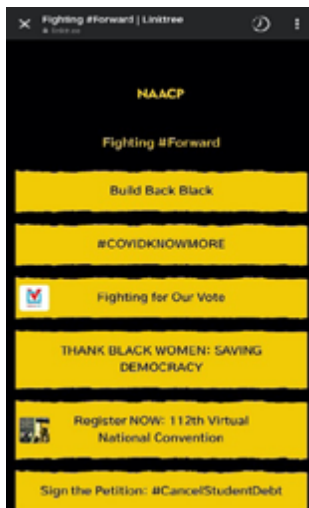 Fighting #Forward | Linktree
NAACP
Fighting #Forward
Build Back Black
#COVIDKNOWMORE
Fighting for Our Vote
THANK BLACK WOMEN: SAVING
DEMOCRACY
Register NOW: 112th Virtual
National Convention
Sign the Petition: #CancelStudentDebt